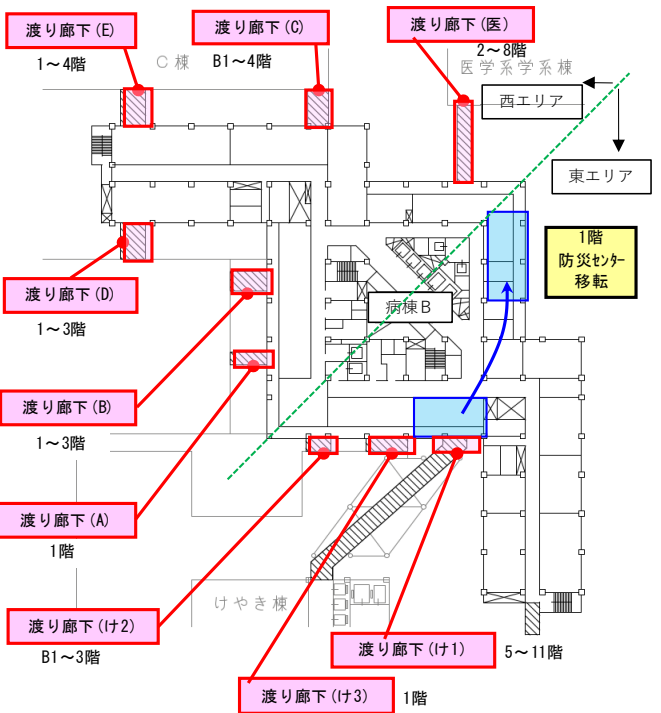 渡り廊下(E)
1～4階
C棟
渡り廊下(C)
B1～4階
渡り廊下(医)
2～8階
医学系学系棟
西エリア
東エリア
1階
防災ｾﾝﾀｰ
移転
病棟B
渡り廊下(D)
1～3階
渡り廊下(B)
1～3階
渡り廊下(A)
1階
けやき棟
渡り廊下(け2)
B1～3階
渡り廊下(け1)
5～11階
渡り廊下(け3)
1階